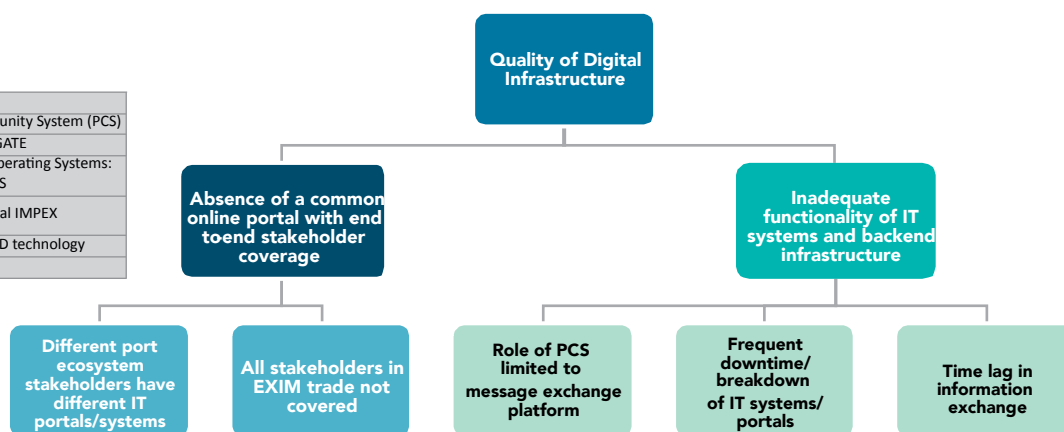 Quality of Digital
Infrastructure
unity System (PCS)
GATE
perating Systems:
S
al IMPEX
D technology
Absence of a common
online portal with end
to-end stakeholder
coverage
Inadequate
functionality of IT
systems and backend
infrastructure
Different port
ecosystem
stakeholders have
different IT
portals/systems
All stakeholders in
EXIM trade not
covered
Role of PCS
limited to
message exchange
platform
Frequent
downtime/
breakdown
of IT systems/
portals
Time lag in
information
exchange